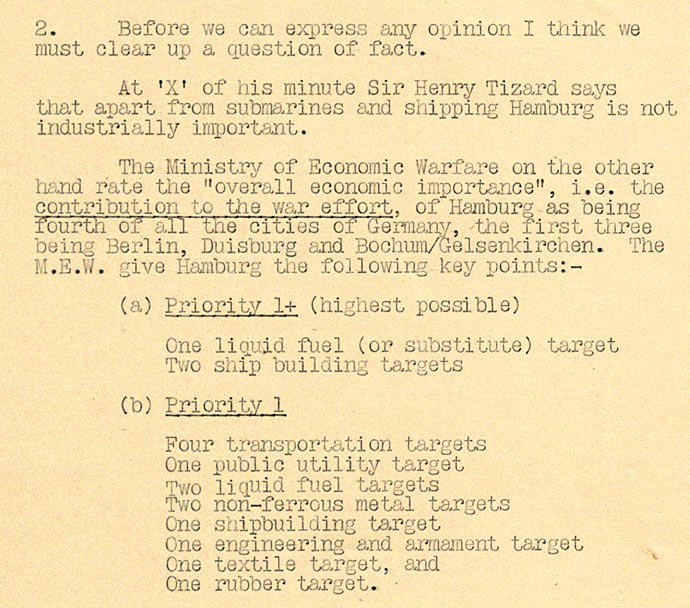 2. Before we can express any opinion I think we
must clear up a question of fact.
At 'X' of his minute Sir Henry Tizard says
that apart from submarines and shipping Hamburg is not
industrially important.
The Ministry of Economic Warfare on the other
hand rate the "overall economic importance", i.e. the
contribution to the war effort, of Hamburg as being
fourth of all the cities of Germany, the first three
being Berlin, Duisburg and Bochum/Gelsenkirchen. The
M.E.W. give Hamburg the following key points:-
(a) Priority 1+ (highest possible)
One liquid fuel (or substitute) target
Two ship building targets
(b) Priority 1
Four transportation targets
One public utility target
Two liquid fuel targets
Two non-ferrous metal targets
One shipbuilding target
One engineering and armament target
One textile target, and
One rubber target.